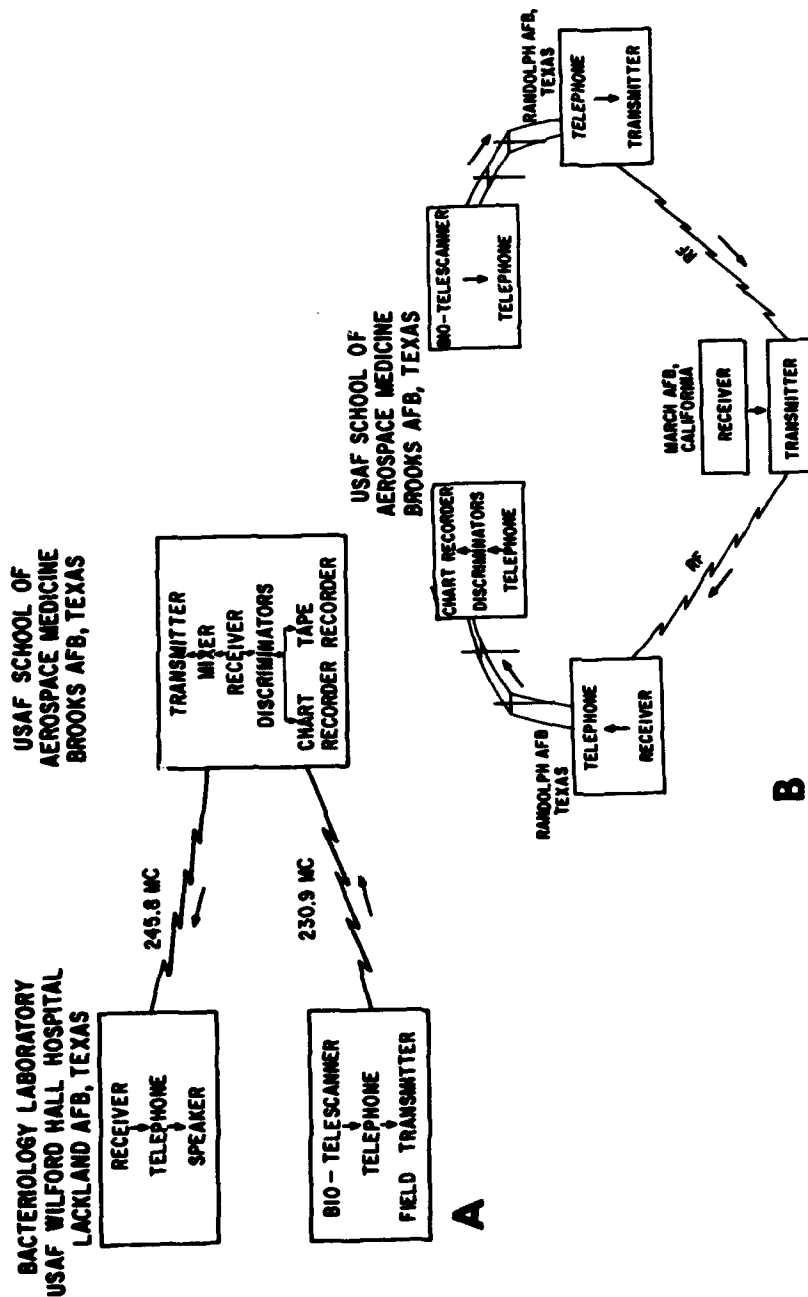 BACTERIOLOGY LABORATORY
USAF WILFORD HALL HOSPITAL
LACKLAND AFB, TEXAS
RECEIVER
TELEPHONE
SPEAKER
BIO-TELESCANNER
TELEPHONE
FIELD TRANSMITTER
245.8 MC
230.9 MC
USAF SCHOOL OF
AEROSPACE MEDICINE
BROOKS AFB, TEXAS
TRANSMITTER
MIXER
RECEIVER
DISCRIMINATORS
CHART TAPE
RECORDER RECORDER
A
USAF SCHOOL OF
AEROSPACE MEDICINE
BROOKS AFB, TEXAS
CHART RECORDER
DISCRIMINATORS
TELEPHONE
BIO-TELESCANNER
TELEPHONE
RANDOLPH AFB
TEXAS
TELEPHONE
RECEIVER
RANDOLPH AFB,
TEXAS
TELEPHONE
TRANSMITTER
RF
RF
MARCH AFB,
CALIFORNIA
RECEIVER
TRANSMITTER
B